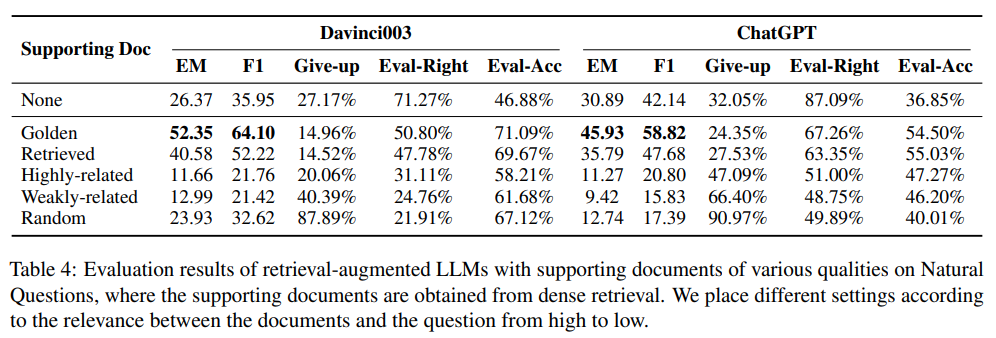 Supporting Doc Davinci003 ChatGPT
EM F1 Give-up Eval-Right Eval-Acc EM F1 Give-up Eval-Right Eval-Acc
None 26.37 35.95 27.17% 71.27% 46.88% 30.89 42.14 32.05% 87.09% 36.85%
Golden 52.35 64.10 14.96% 50.80% 71.09% 45.93 58.82 24.35% 67.26% 54.50%
Retrieved 40.58 52.22 14.52% 47.78% 69.67% 35.79 47.68 27.53% 63.35% 55.03%
Highly-related 11.66 21.76 20.06% 31.11% 58.21% 11.27 20.80 47.09% 51.00% 47.27%
Weakly-related 12.99 21.42 40.39% 24.76% 61.68% 9.42 15.83 66.40% 48.75% 46.20%
Random 23.93 32.62 87.89% 21.91% 67.12% 12.74 17.39 90.97% 49.89% 40.01%
Table 4: Evaluation results of retrieval-augmented LLMs with supporting documents of various qualities on Natural
Questions, where the supporting documents are obtained from dense retrieval. We place different settings according
to the relevance between the documents and the question from high to low.